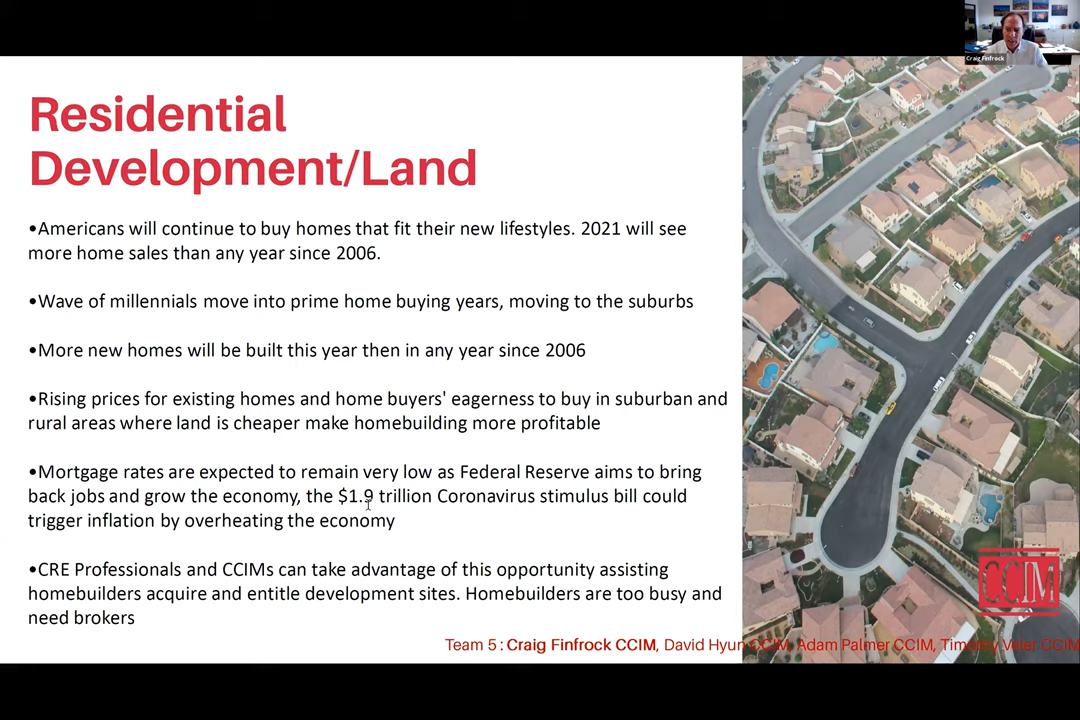 Craig Finfrock
Residential
Development/Land
•Americans will continue to buy homes that fit their new lifestyles. 2021 will see
more home sales than any year since 2006.
•Wave of millennials move into prime home buying years, moving to the suburbs
•More new homes will be built this year then in any year since 2006
•Rising prices for existing homes and home buyers' eagerness to buy in suburban and
rural areas where land is cheaper make homebuilding more profitable
•Mortgage rates are expected to remain very low as Federal Reserve aims to bring
back jobs and grow the economy, the $1.9 trillion Coronavirus stimulus bill could
trigger inflation by overheating the economy
•CRE Professionals and CCIMs can take advantage of this opportunity assisting
homebuilders acquire and entitle development sites. Homebuilders are too busy and
need brokers
CCIM
Team 5 : Craig Finfrock CCIM, David Hyun CCIM, Adam Palmer CCIM, Timothy Veler CCIM